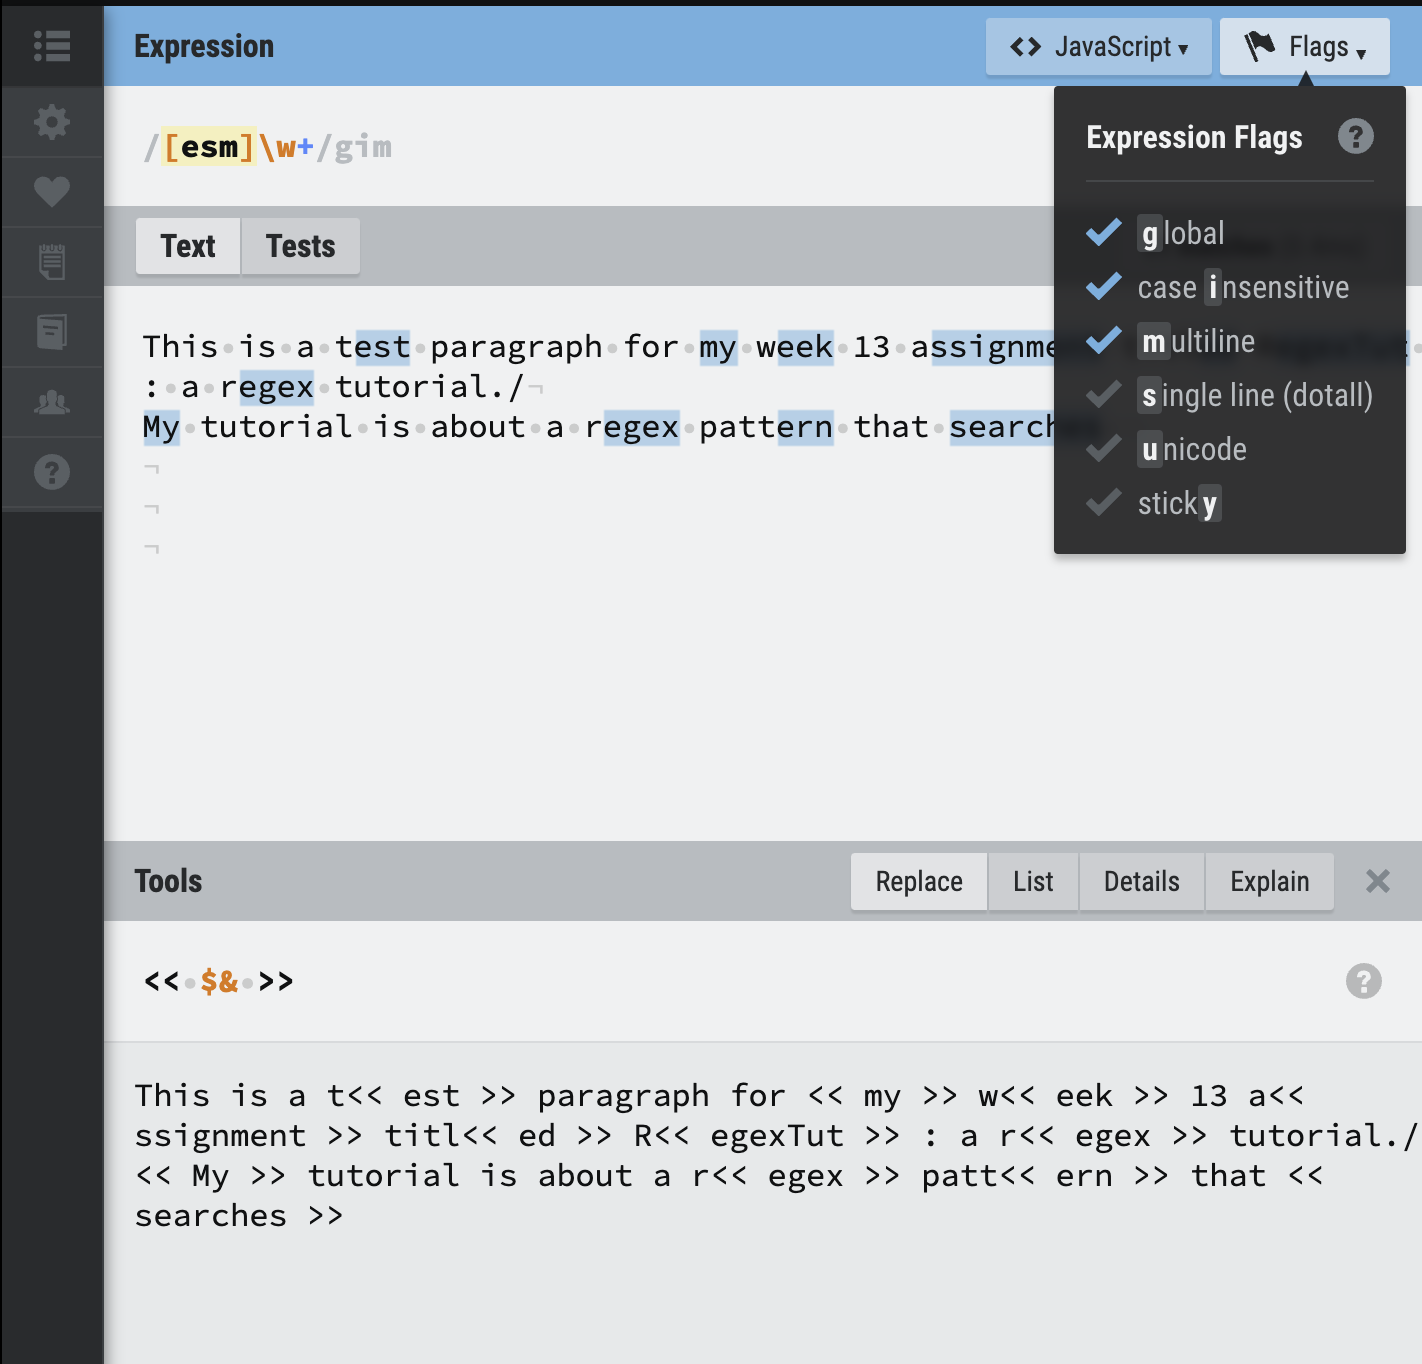 Expression
<> JavaScript ▾
Flags ▾
/[esm]\w+/gim
Expression Flags ?
global
case insensitive
multiline
single line (dotall)
unicode
sticky
Text Tests
This is a test paragraph for my week 13 assignme
: a regex tutorial./
My tutorial is about a regex pattern that searches
Tools
Replace List Details Explain ×
<< $& >>
?
This is a t<< est >> paragraph for << my >> w<< eek >> 13 a<<
ssignment >> titl<< ed >> R<< egexTut >> : a r<< egex >> tutorial./
<< My >> tutorial is about a r<< egex >> patt<< ern >> that <<
searches >>